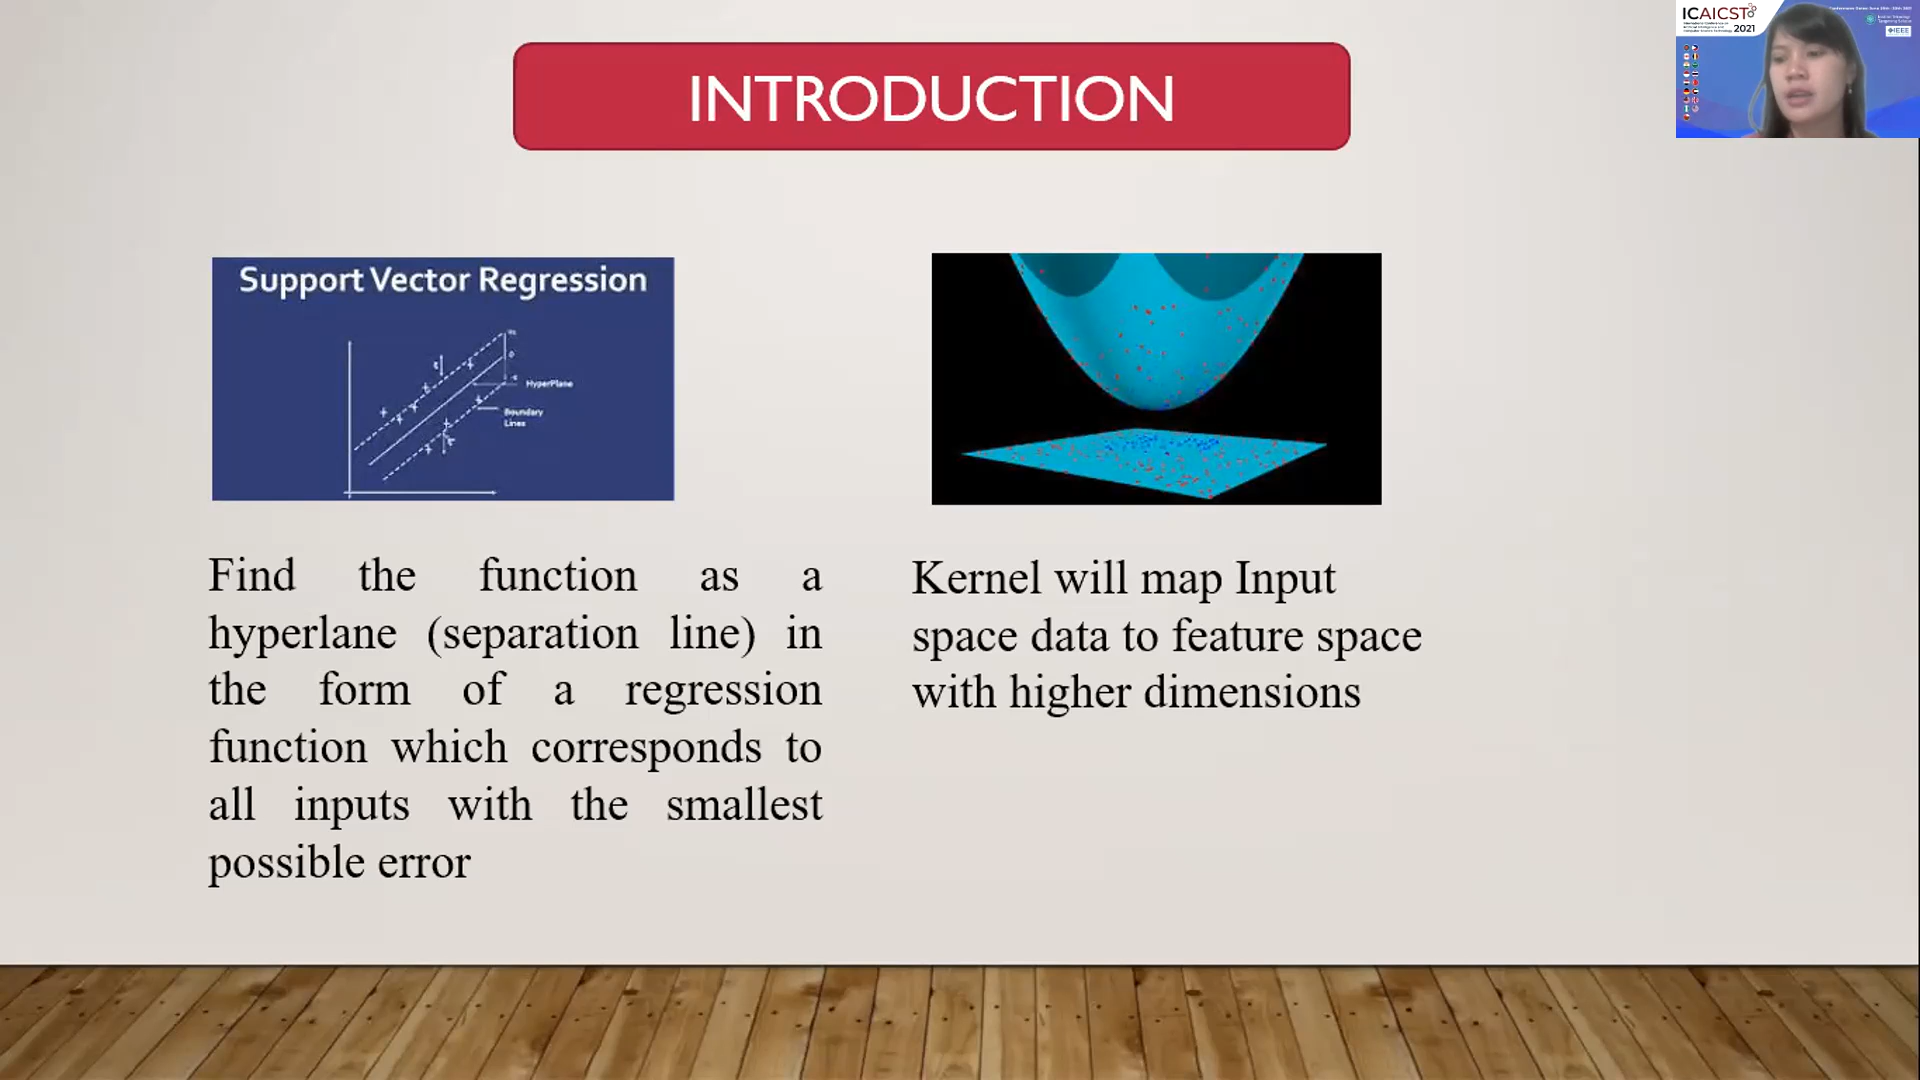 INTRODUCTION
ICAICST
2021
IEEE
Support Vector Regression
HyperPlane
Boundary
Lines
Find the function as a
hyperlane (separation line) in
the form of a regression
function which corresponds to
all inputs with the smallest
possible error
Kernel will map Input
space data to feature space
with higher dimensions